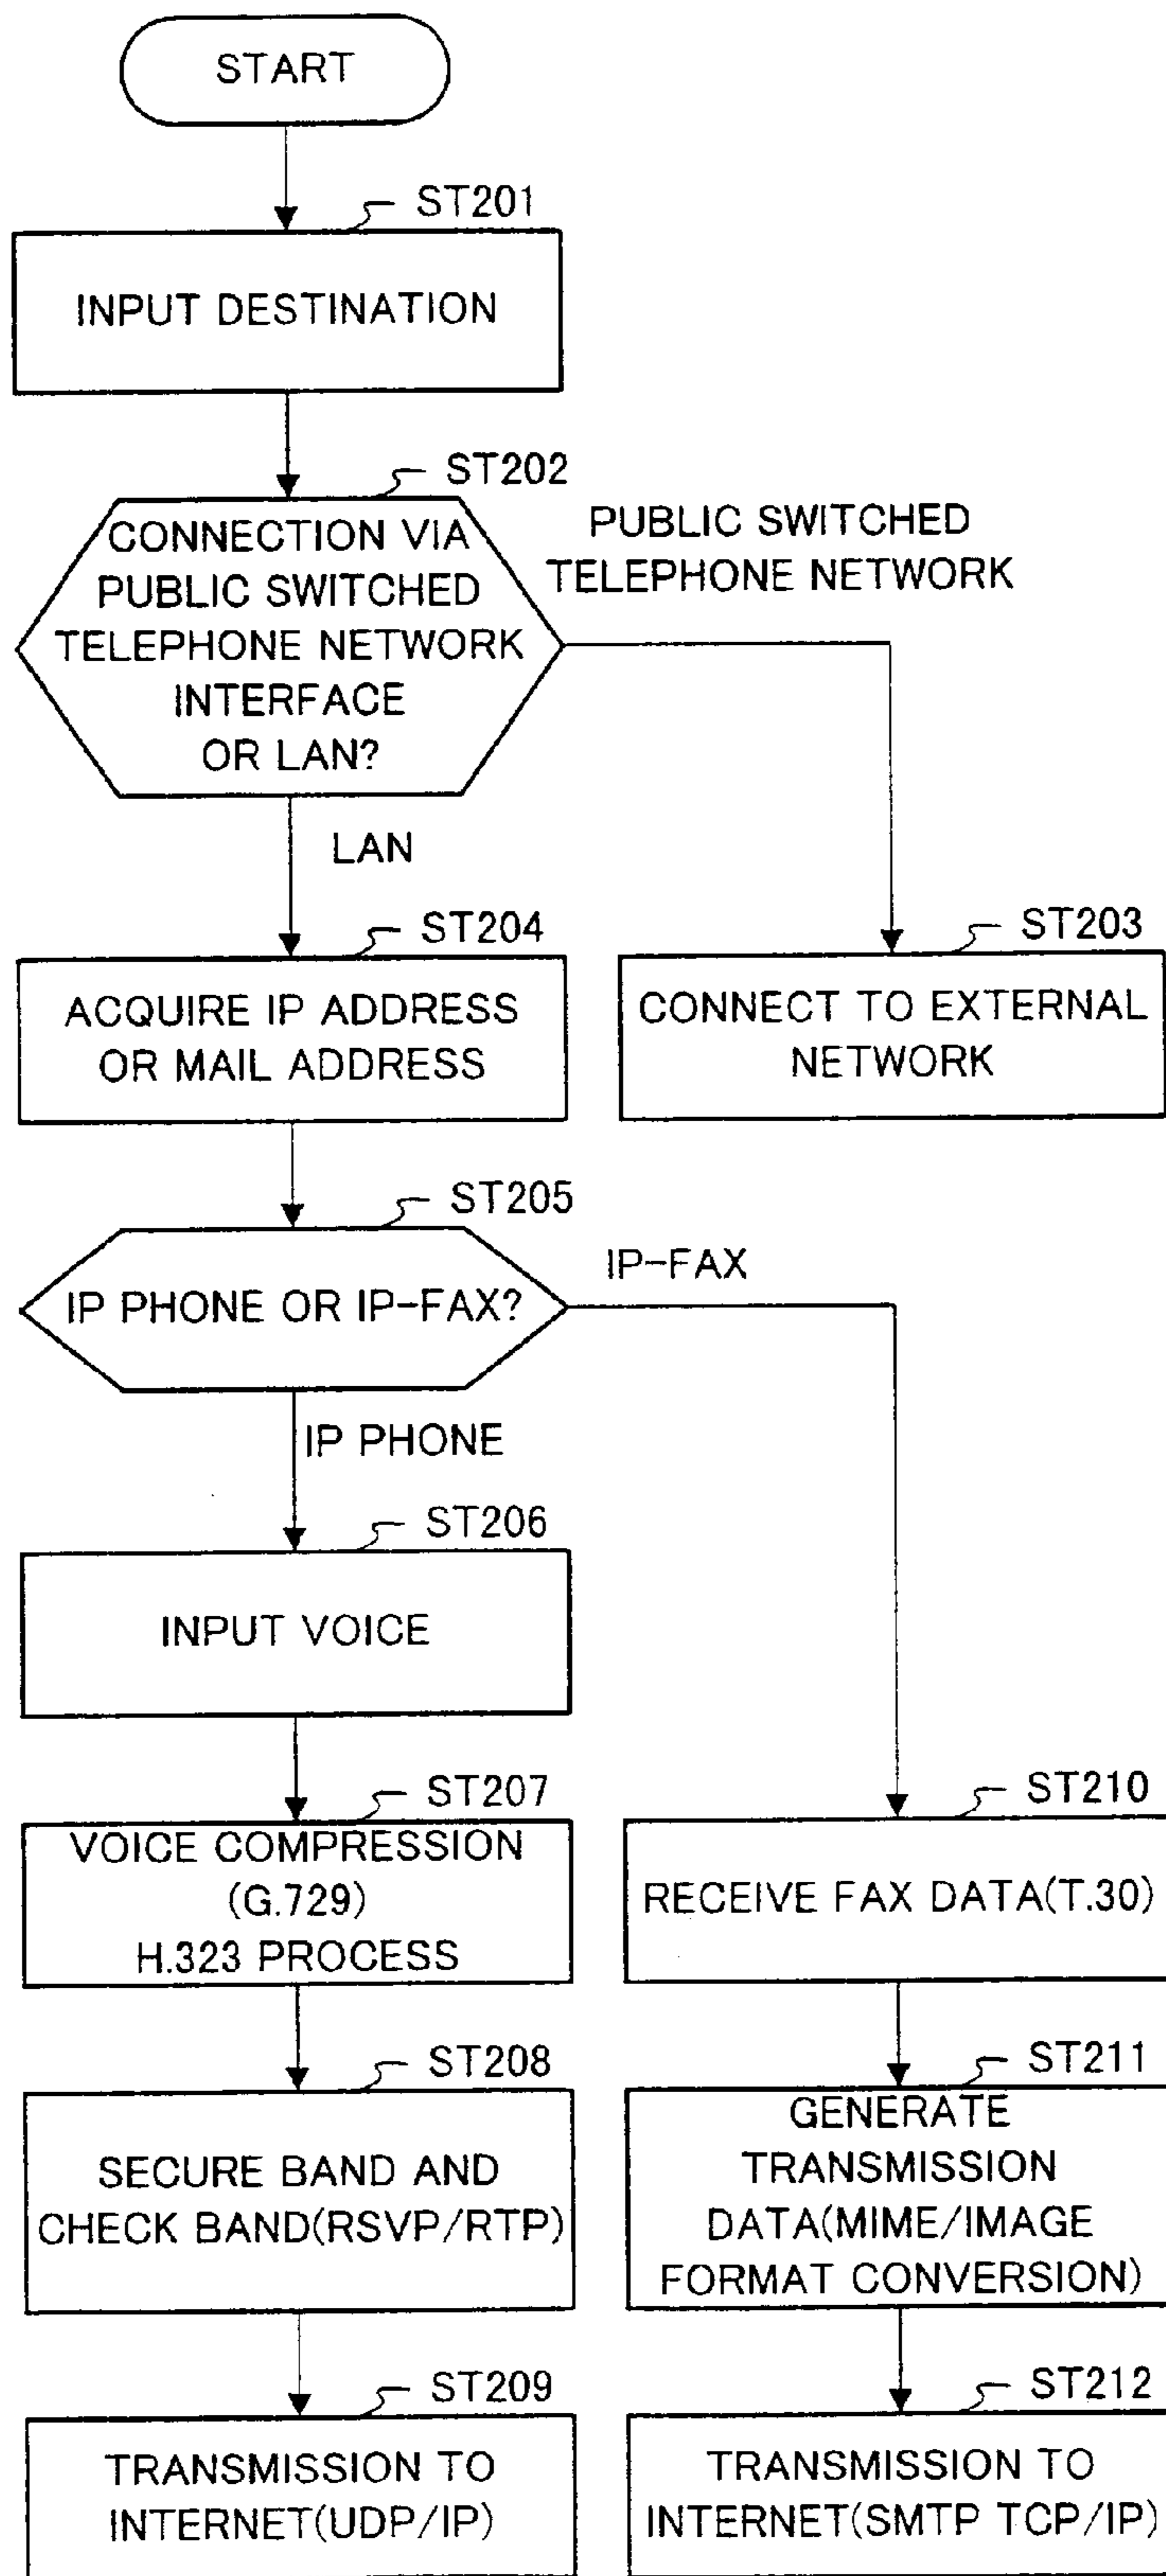 START
ST201
INPUT DESTINATION
ST202
CONNECTION VIA
PUBLIC SWITCHED
TELEPHONE NETWORK
INTERFACE
OR LAN?
PUBLIC SWITCHED
TELEPHONE NETWORK
LAN
ST204
ACQUIRE IP ADDRESS
OR MAIL ADDRESS
ST203
CONNECT TO EXTERNAL
NETWORK
ST205
IP PHONE OR IP-FAX?
IP-FAX
IP PHONE
ST206
INPUT VOICE
ST207
VOICE COMPRESSION
(G.729)
H.323 PROCESS
ST208
SECURE BAND AND
CHECK BAND(RSVP/RTP)
ST209
TRANSMISSION TO
INTERNET(UDP/IP)
ST210
RECEIVE FAX DATA(T.30)
ST211
GENERATE
TRANSMISSION
DATA(MIME/IMAGE
FORMAT CONVERSION)
ST212
TRANSMISSION TO
INTERNET(SMTP TCP/IP)